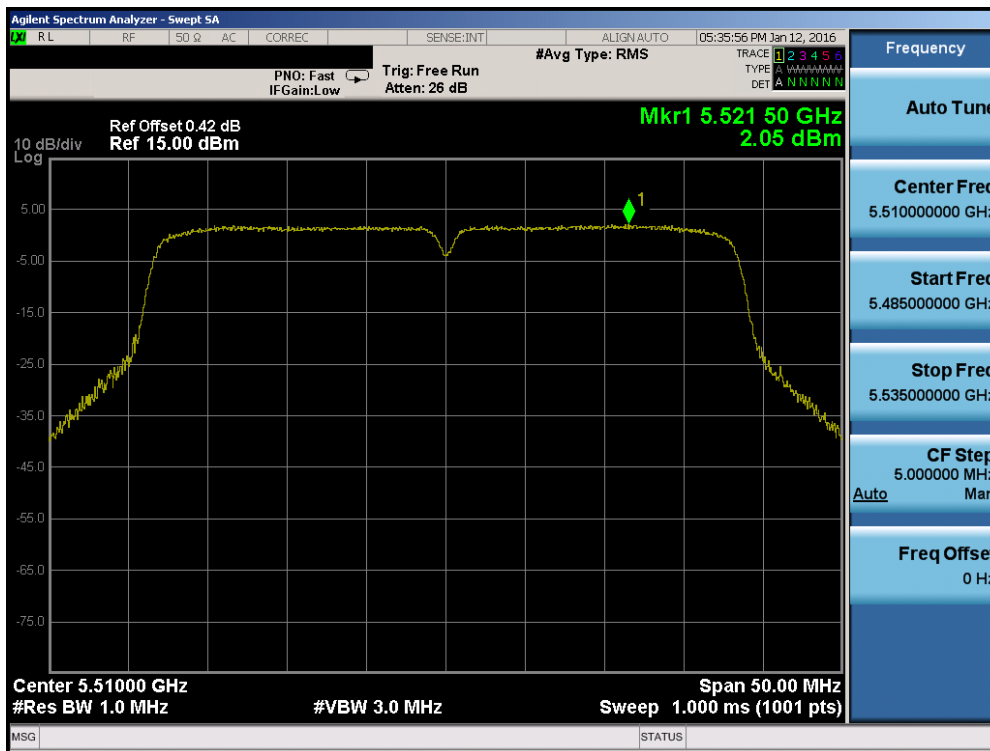 Agilent Spectrum Analyzer - Swept SA
LXI R L RF 50 Ω AC CORREC SENSE:INT ALIGNAUTO 05:35:56 PM Jan 12, 2016
#Avg Type: RMS TRACE 1 2 3 4 5 6
PNO: Fast Trig: Free Run TYPE A WWWWW
IFGain:Low Atten: 26 dB DET A N N N N N
Mkr1 5.521 50 GHz
2.05 dBm
Ref Offset 0.42 dB
10 dB/div Ref 15.00 dBm
Log
1
5.00
-5.00
-15.0
-25.0
-35.0
-45.0
-55.0
-65.0
-75.0
Center 5.51000 GHz Span 50.00 MHz
#Res BW 1.0 MHz #VBW 3.0 MHz Sweep 1.000 ms (1001 pts)
MSG STATUS
Frequency
Auto Tune
Center Freq
5.510000000 GHz
Start Freq
5.485000000 GHz
Stop Freq
5.535000000 GHz
CF Step
5.000000 MHz
Auto Man
Freq Offset
0 Hz